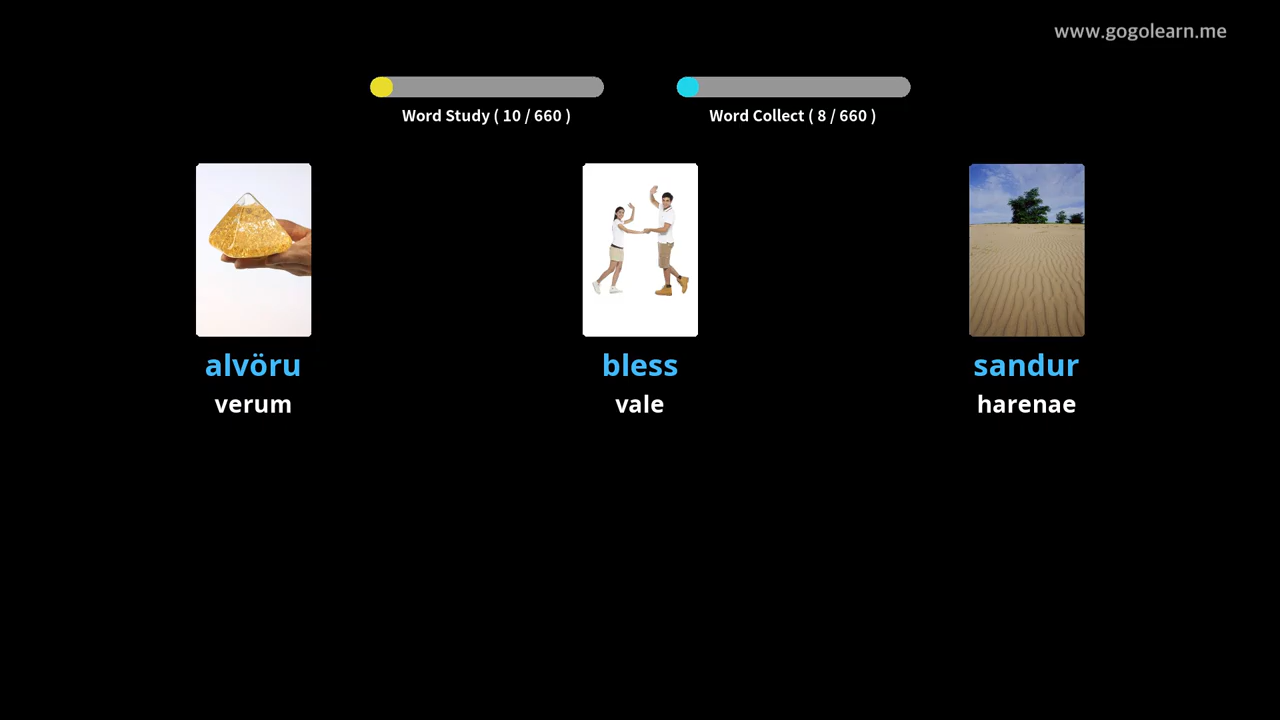 www.gogolearn.me
Word Study ( 10 / 660 )
Word Collect ( 8 / 660 )
alvöru
bless
sandur
verum
vale
harenae